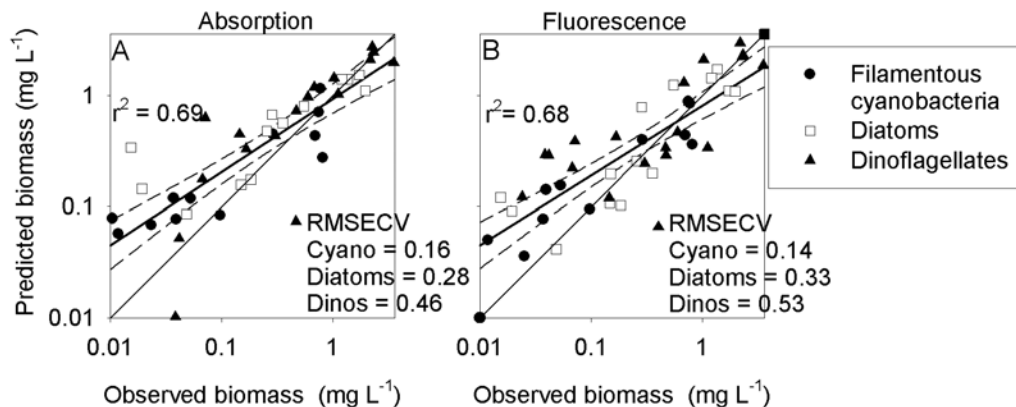 Absorption
Fluorescence
A
B
r² = 0.69
r² = 0.68
Predicted biomass (mg L⁻¹)
1
0.1
0.01
RMSECV
Cyano = 0.16
Diatoms = 0.28
Dinos = 0.46
RMSECV
Cyano = 0.14
Diatoms = 0.33
Dinos = 0.53
0.01
0.1
1
0.01
0.1
1
Observed biomass (mg L⁻¹)
Observed biomass (mg L⁻¹)
Filamentous
cyanobacteria
Diatoms
Dinoflagellates